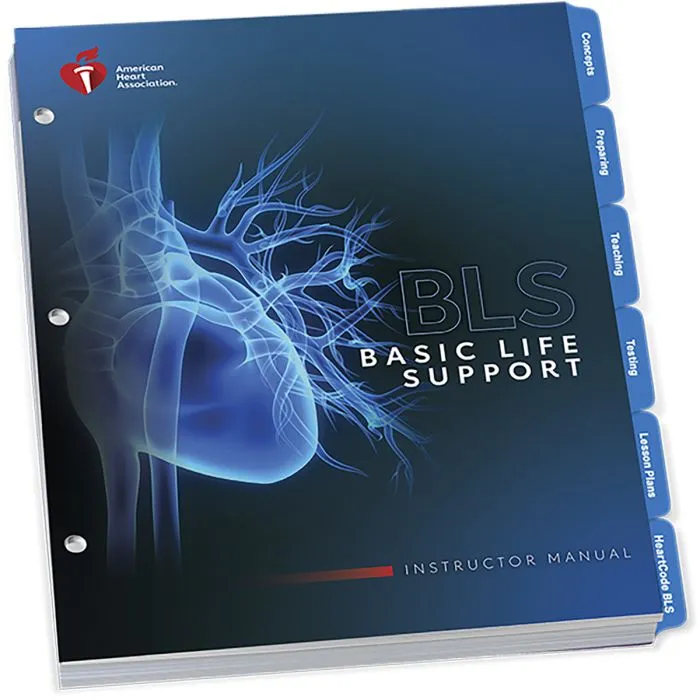 American
Heart
Association.
BLS
BASIC LIFE
SUPPORT
INSTRUCTOR MANUAL
Concepts
Preparing
Teaching
Testing
Lesson Plans
HeartCode BLS